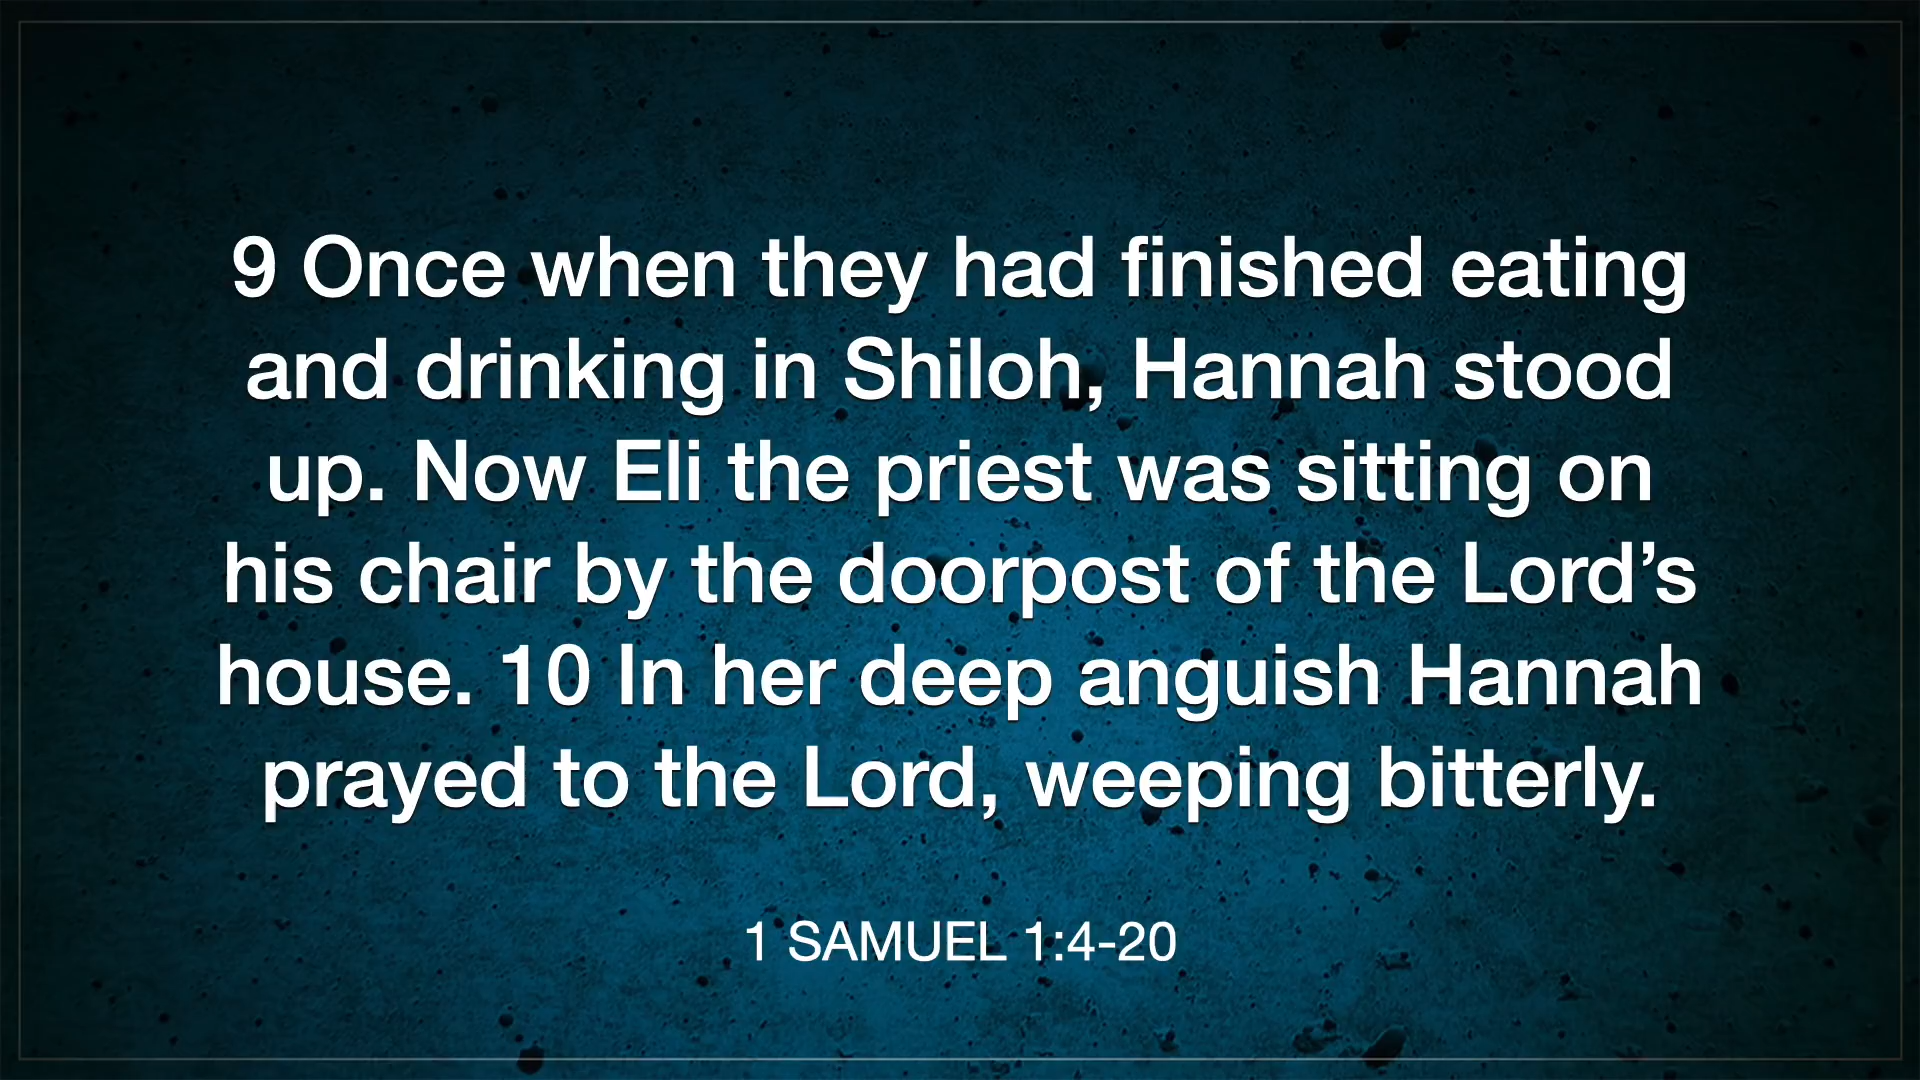 9 Once when they had finished eating
and drinking in Shiloh, Hannah stood
up. Now Eli the priest was sitting on
his chair by the doorpost of the Lord’s
house. 10 In her deep anguish Hannah
prayed to the Lord, weeping bitterly.
1 SAMUEL 1:4-20